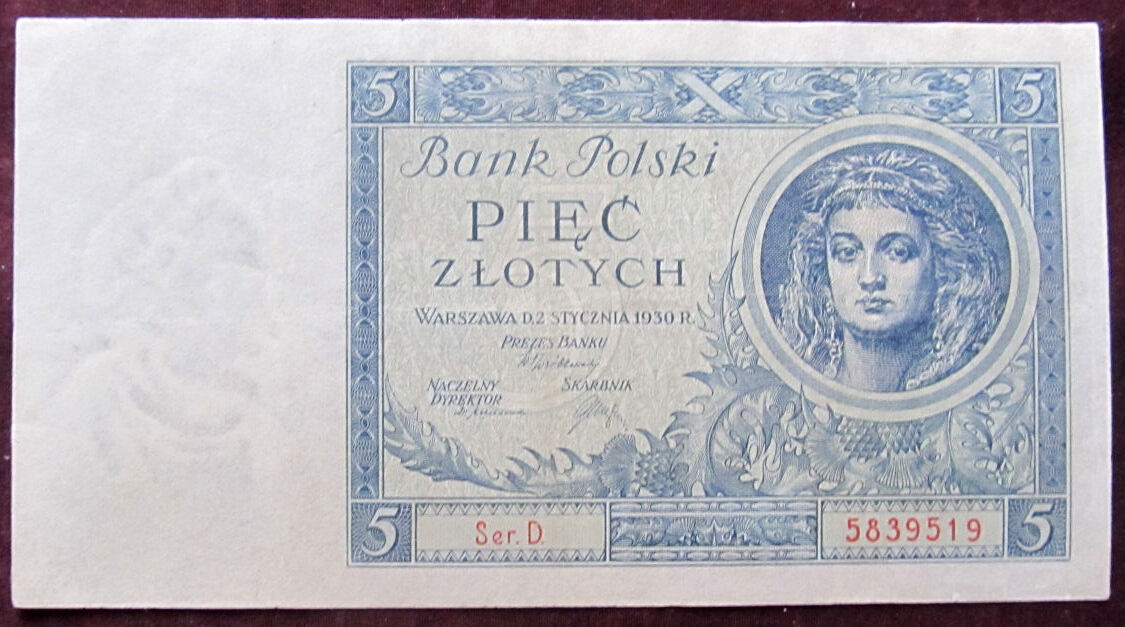 5 5
Bank Polski
PIĘĆ
ZŁOTYCH
WARSZAWA D. 2 STYCZNIA 1930 R.
PREZES BANKU
NACZELNY SKARBNIK
DYREKTOR
5 Ser. D. 5839519 5